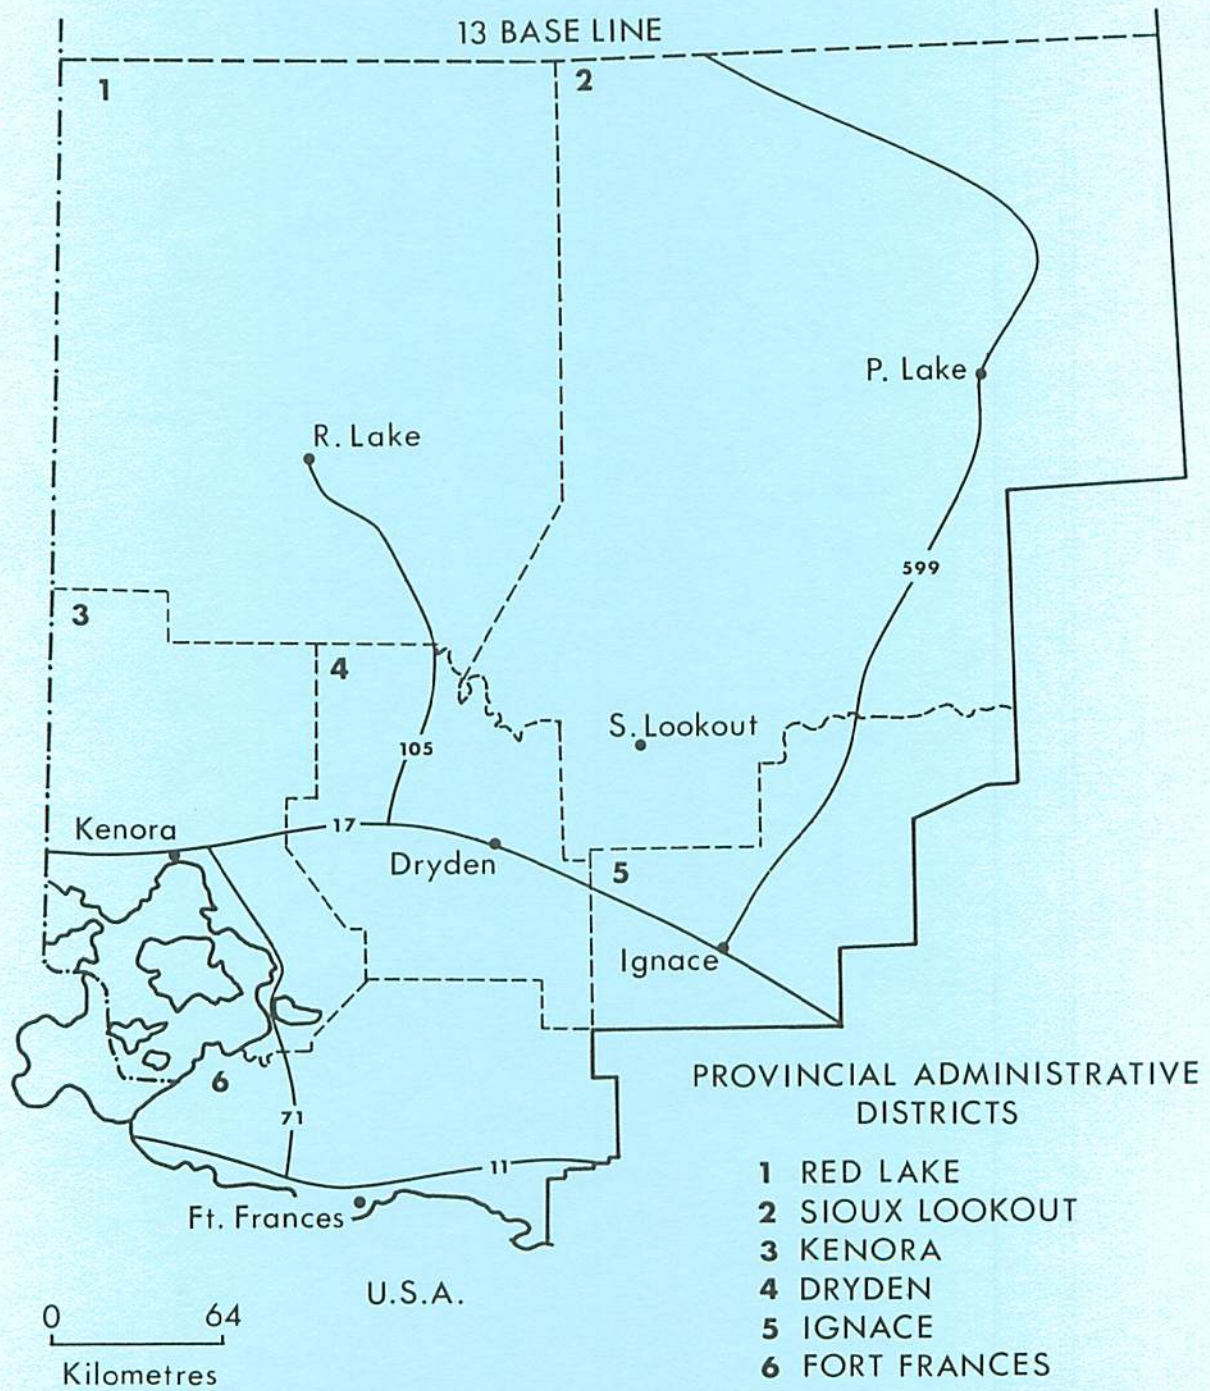 13 BASE LINE
1
2
P. Lake
R. Lake
599
3
4
S. Lookout
105
Kenora
17
Dryden
5
Ignace
6
71
11
Ft. Frances
U.S.A.
0 64
Kilometres
PROVINCIAL ADMINISTRATIVE
DISTRICTS
1 RED LAKE
2 SIOUX LOOKOUT
3 KENORA
4 DRYDEN
5 IGNACE
6 FORT FRANCES